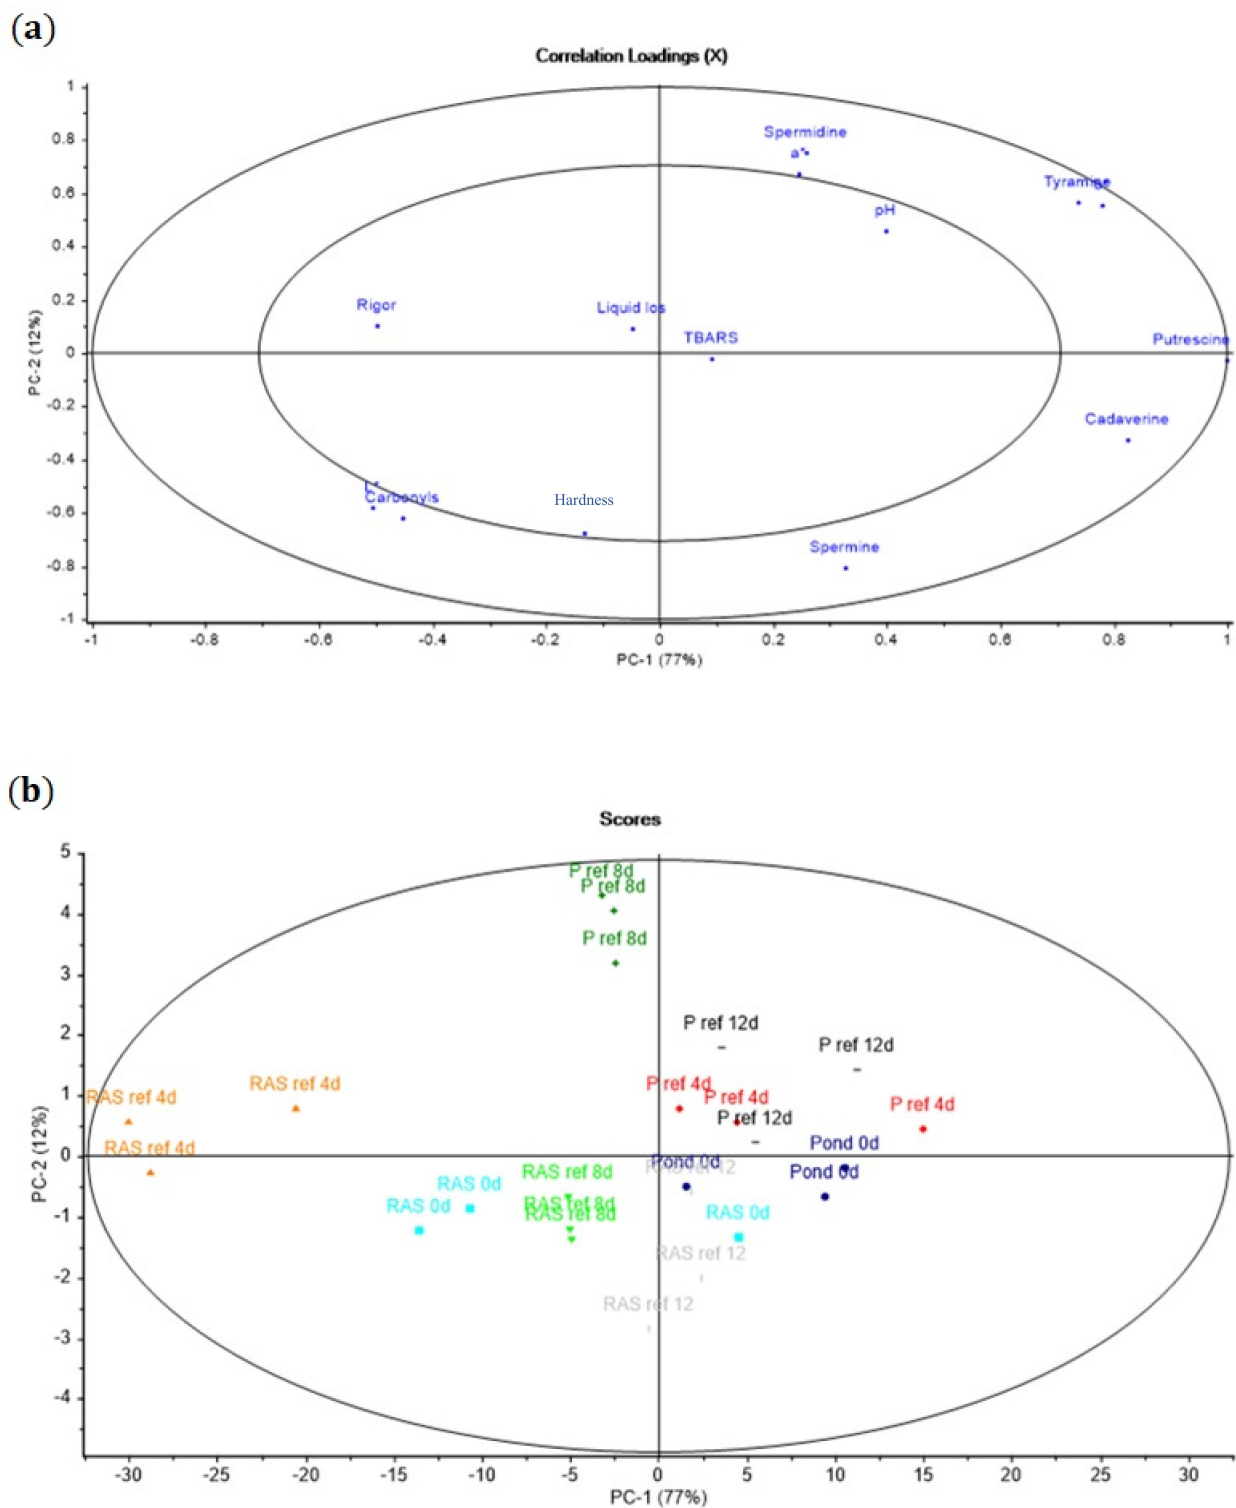 (a)
Correlation Loadings (X)
1
0.8
0.6
0.4
0.2
0
-0.2
-0.4
-0.6
-0.8
-1
PC-2 (12%)
Spermidine
a*
Tyramine
pH
Rigor
Liquid los
TBARS
Putrescine
Cadaverine
L*
Carbonyls
Hardness
Spermine
-1 -0.8 -0.6 -0.4 -0.2 0 0.2 0.4 0.6 0.8 1
PC-1 (77%)
(b)
Scores
5
4
3
2
1
0
-1
-2
-3
-4
PC-2 (12%)
P ref 8d
P ref 8d
P ref 8d
P ref 12d
P ref 12d
RAS ref 4d
RAS ref 4d
P ref 4d
P ref 4d
P ref 4d
P ref 12d
RAS ref 4d
Pond 0d
Pond 0d
RAS ref 12
Pond 0d
RAS ref 8d
RAS 0d
RAS 0d
RAS ref 8d
RAS ref 8d
RAS 0d
RAS ref 12
RAS ref 12
-30 -25 -20 -15 -10 -5 0 5 10 15 20 25 30
PC-1 (77%)